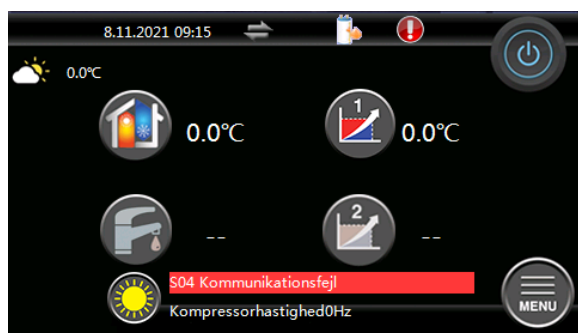 8.11.2021 09:15
0.0℃
0.0℃
1
0.0℃
--
2
--
S04 Kommunikationsfejl
Kompressorhastighed0Hz
MENU